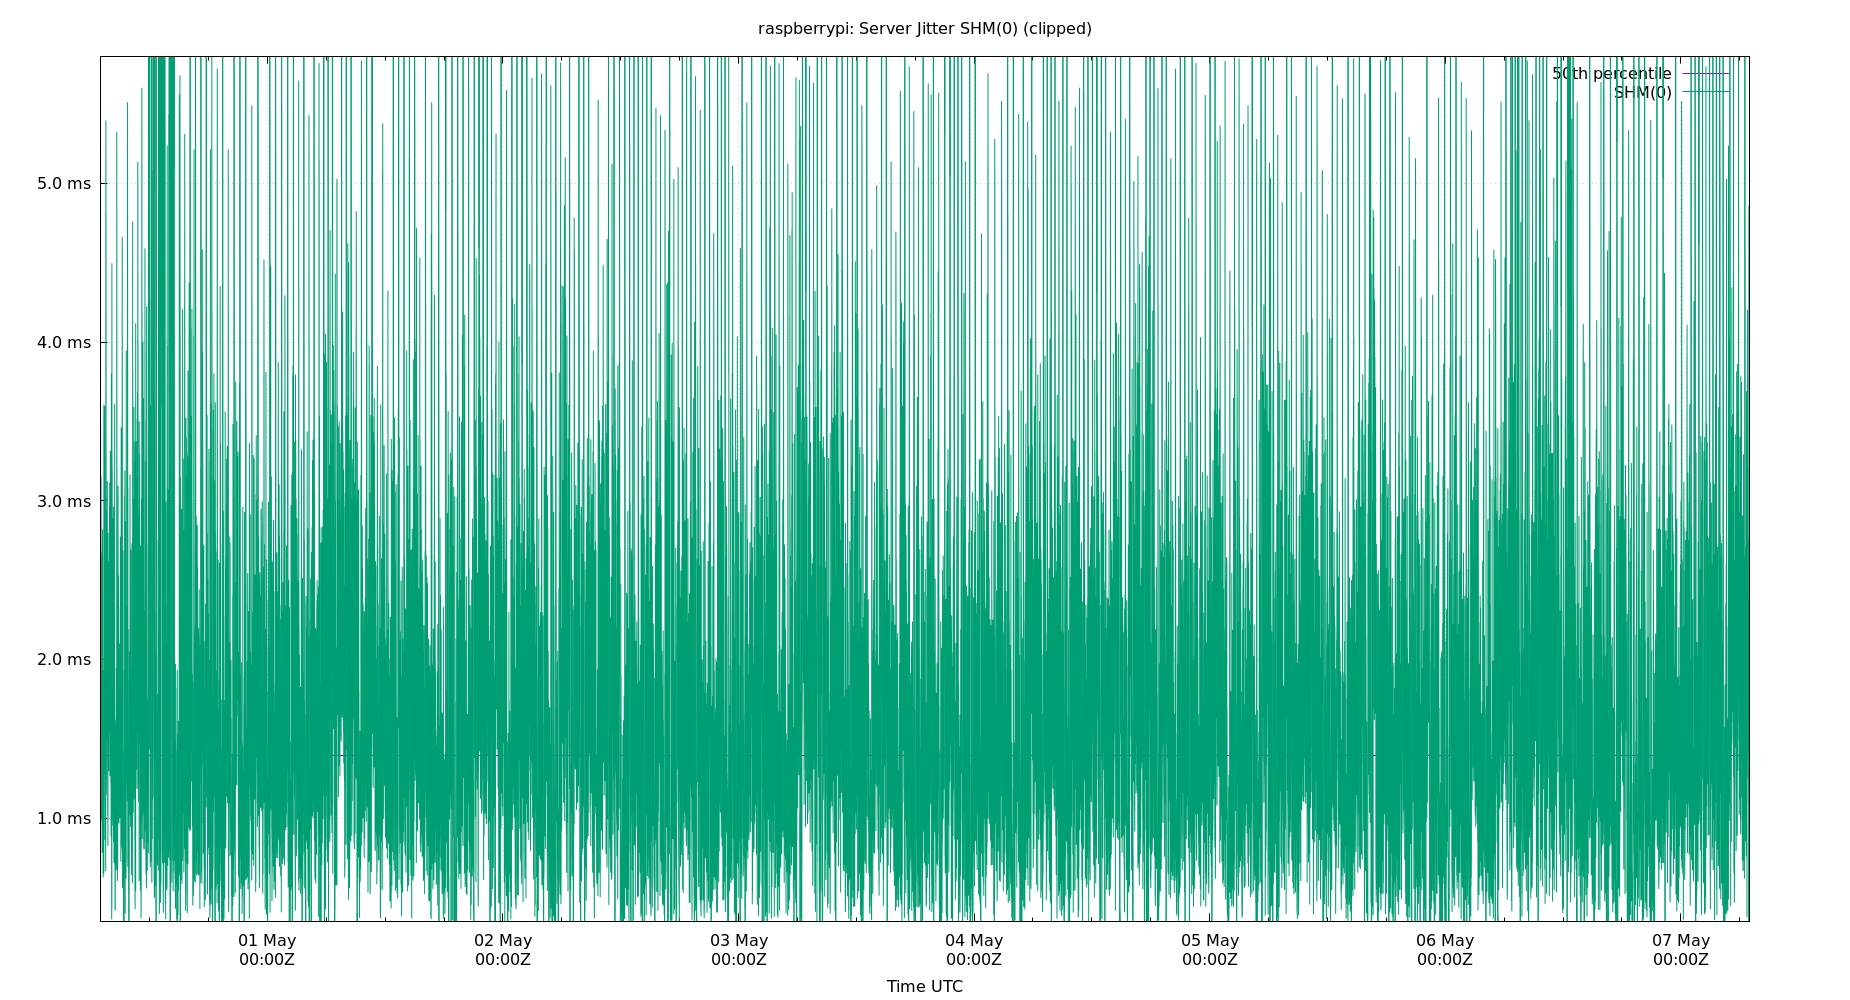 raspberrypi: Server Jitter SHM(0) (clipped)
50th percentile
SHM(0)
5.0 ms
4.0 ms
3.0 ms
2.0 ms
1.0 ms
01 May 02 May 03 May 04 May 05 May 06 May 07 May
00:00Z 00:00Z 00:00Z 00:00Z 00:00Z 00:00Z 00:00Z
Time UTC